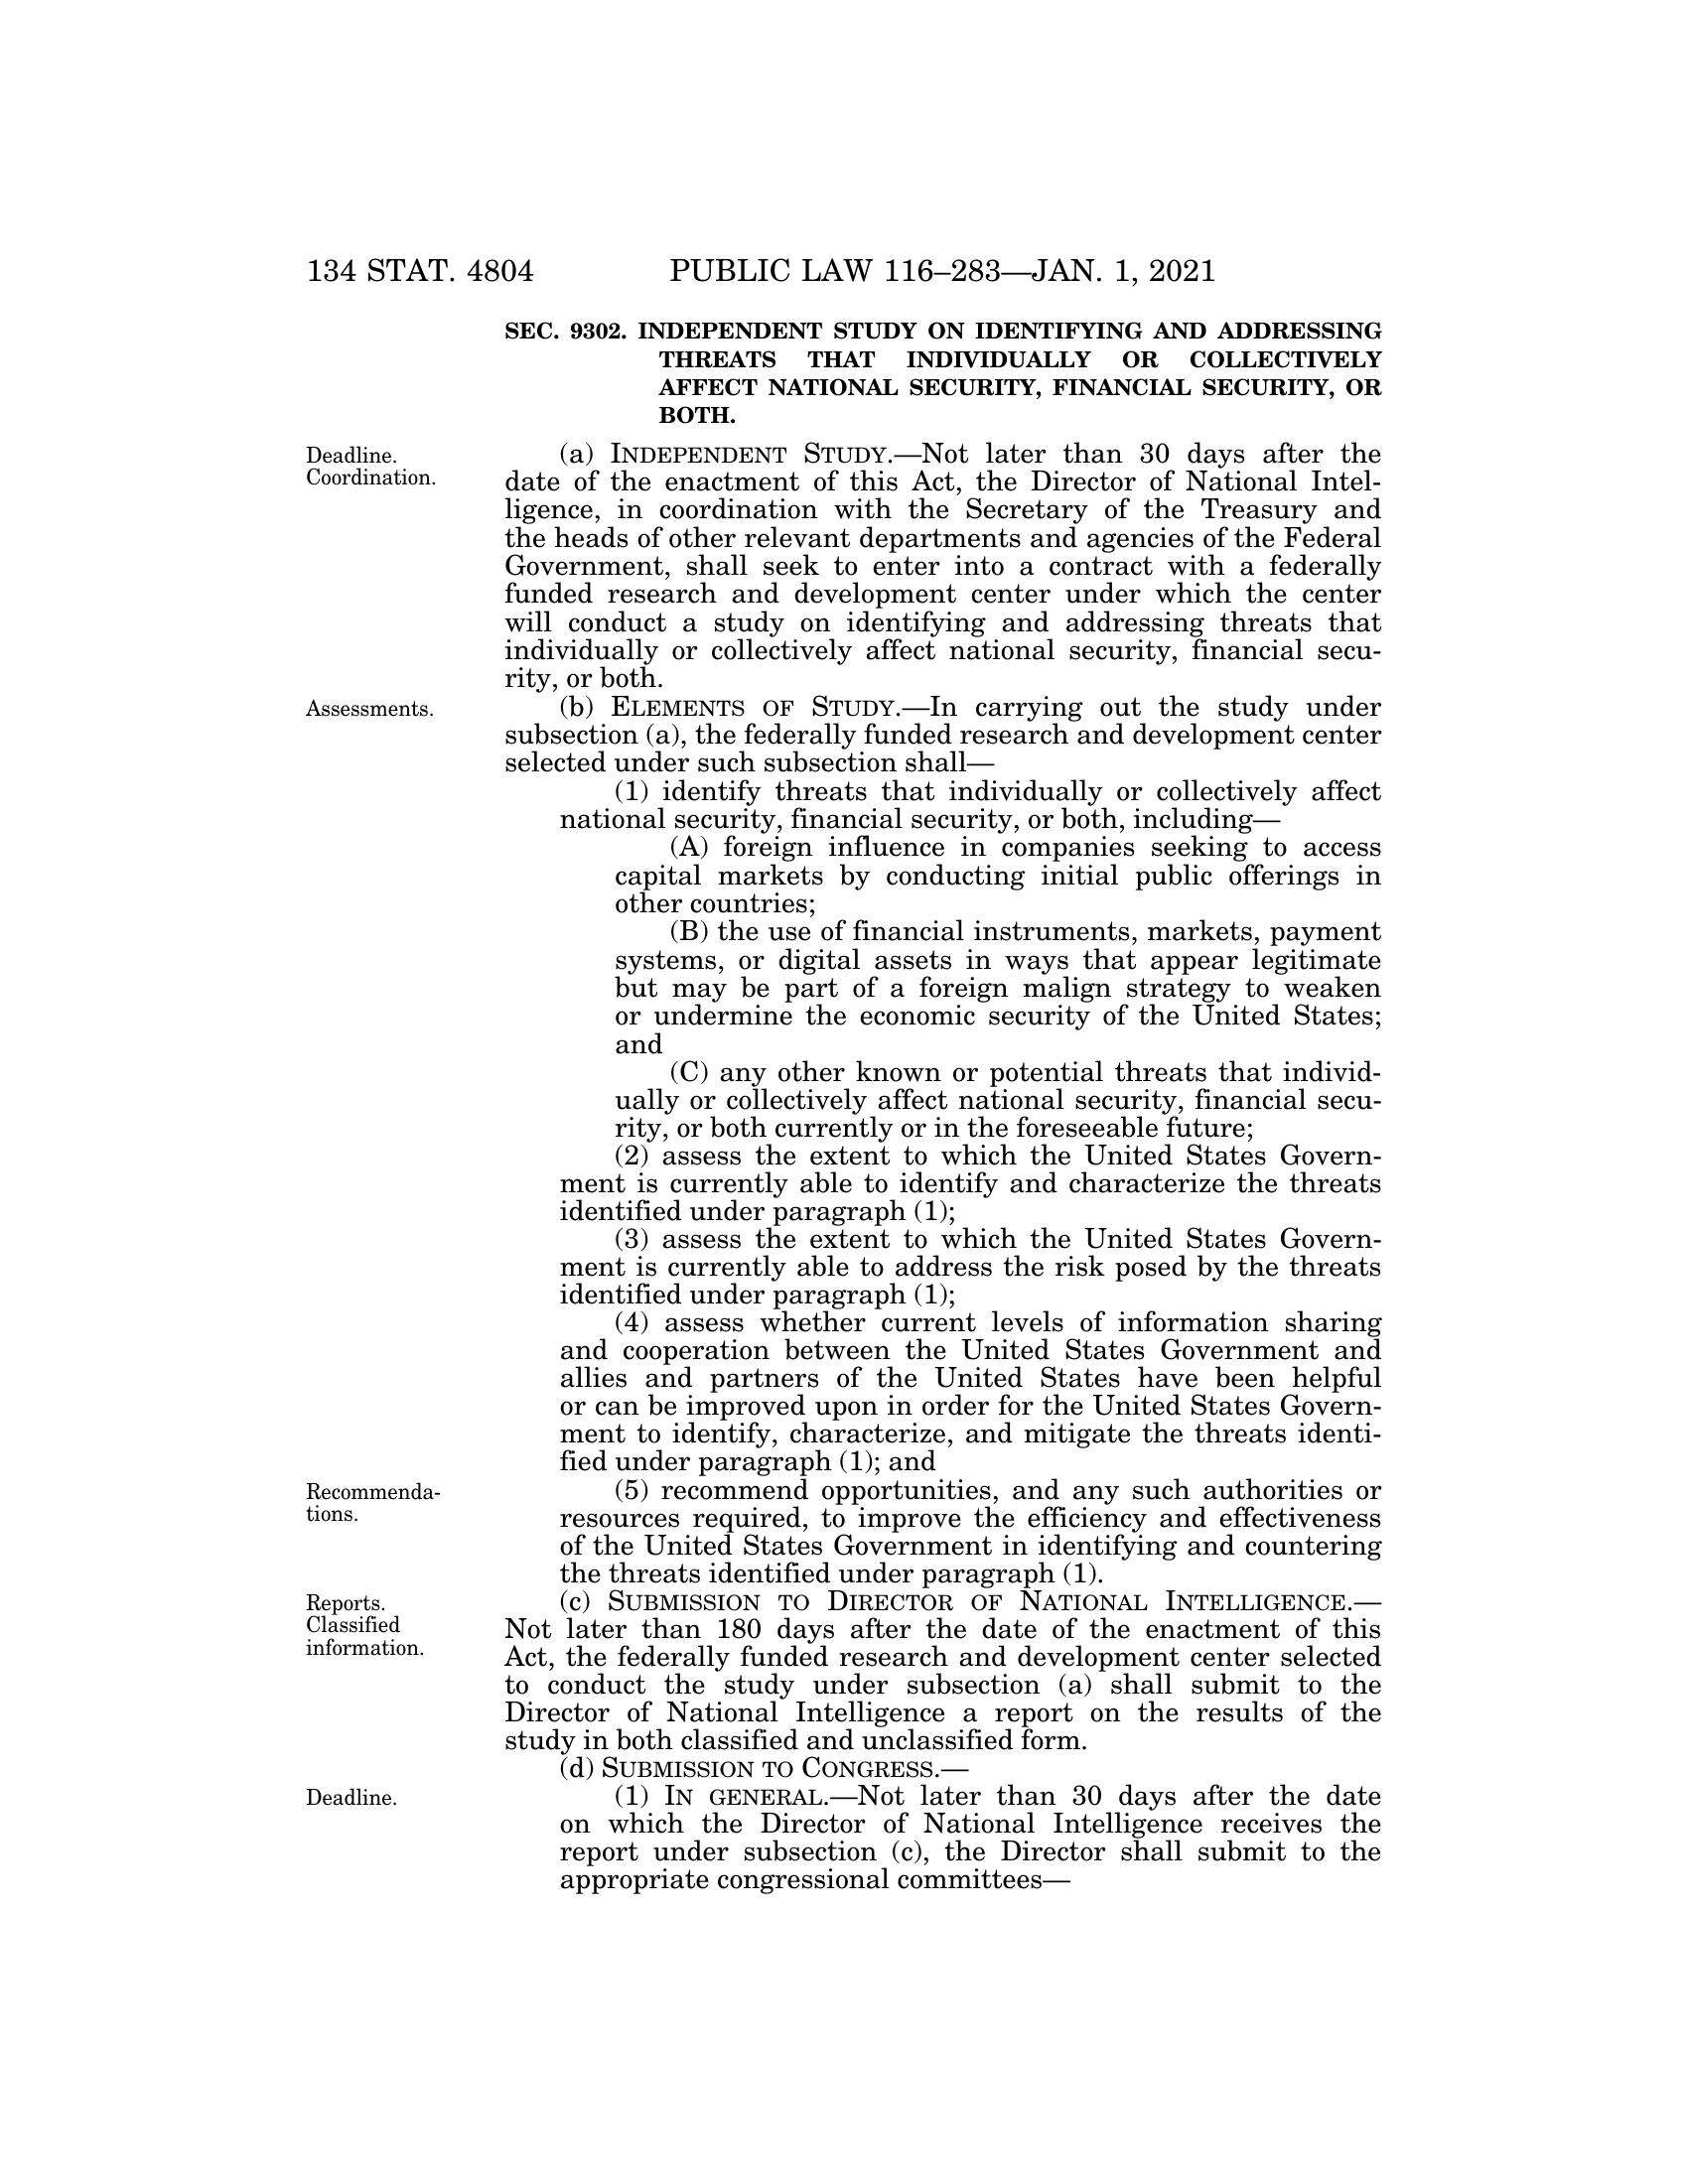 134 STAT. 4804 PUBLIC LAW 116–283—JAN. 1, 2021
SEC. 9302. INDEPENDENT STUDY ON IDENTIFYING AND ADDRESSING
THREATS THAT INDIVIDUALLY OR COLLECTIVELY
AFFECT NATIONAL SECURITY, FINANCIAL SECURITY, OR
BOTH.
Deadline.
Coordination.
(a) INDEPENDENT STUDY.—Not later than 30 days after the
date of the enactment of this Act, the Director of National Intel-
ligence, in coordination with the Secretary of the Treasury and
the heads of other relevant departments and agencies of the Federal
Government, shall seek to enter into a contract with a federally
funded research and development center under which the center
will conduct a study on identifying and addressing threats that
individually or collectively affect national security, financial secu-
rity, or both.
Assessments.
(b) ELEMENTS OF STUDY.—In carrying out the study under
subsection (a), the federally funded research and development center
selected under such subsection shall—
(1) identify threats that individually or collectively affect
national security, financial security, or both, including—
(A) foreign influence in companies seeking to access
capital markets by conducting initial public offerings in
other countries;
(B) the use of financial instruments, markets, payment
systems, or digital assets in ways that appear legitimate
but may be part of a foreign malign strategy to weaken
or undermine the economic security of the United States;
and
(C) any other known or potential threats that individ-
ually or collectively affect national security, financial secu-
rity, or both currently or in the foreseeable future;
(2) assess the extent to which the United States Govern-
ment is currently able to identify and characterize the threats
identified under paragraph (1);
(3) assess the extent to which the United States Govern-
ment is currently able to address the risk posed by the threats
identified under paragraph (1);
(4) assess whether current levels of information sharing
and cooperation between the United States Government and
allies and partners of the United States have been helpful
or can be improved upon in order for the United States Govern-
ment to identify, characterize, and mitigate the threats identi-
fied under paragraph (1); and
Recommenda-
tions.
(5) recommend opportunities, and any such authorities or
resources required, to improve the efficiency and effectiveness
of the United States Government in identifying and countering
the threats identified under paragraph (1).
Reports.
Classified
information.
(c) SUBMISSION TO DIRECTOR OF NATIONAL INTELLIGENCE.—
Not later than 180 days after the date of the enactment of this
Act, the federally funded research and development center selected
to conduct the study under subsection (a) shall submit to the
Director of National Intelligence a report on the results of the
study in both classified and unclassified form.
(d) SUBMISSION TO CONGRESS.—
Deadline.
(1) IN GENERAL.—Not later than 30 days after the date
on which the Director of National Intelligence receives the
report under subsection (c), the Director shall submit to the
appropriate congressional committees—